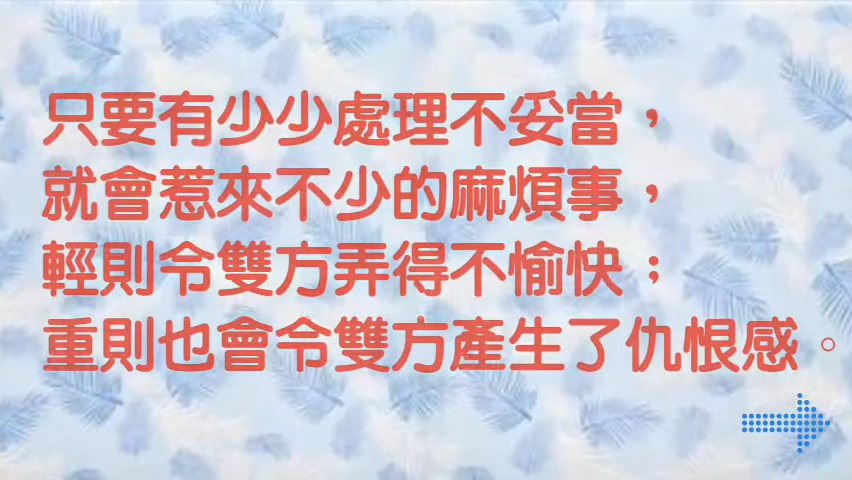 只要有少少處理不妥當，
就會惹來不少的麻煩事，
輕則令雙方弄得不愉快；
重則也會令雙方產生了仇恨感。